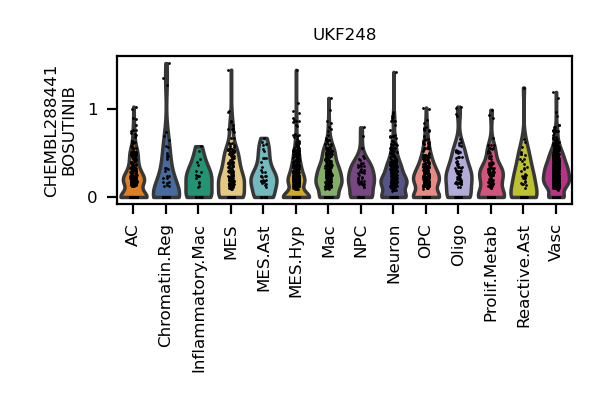 UKF248
CHEMBL288441
BOSUTINIB
1
0
AC
Chromatin.Reg
Inflammatory.Mac
MES
MES.Ast
MES.Hyp
Mac
NPC
Neuron
OPC
Oligo
Prolif.Metab
Reactive.Ast
Vasc